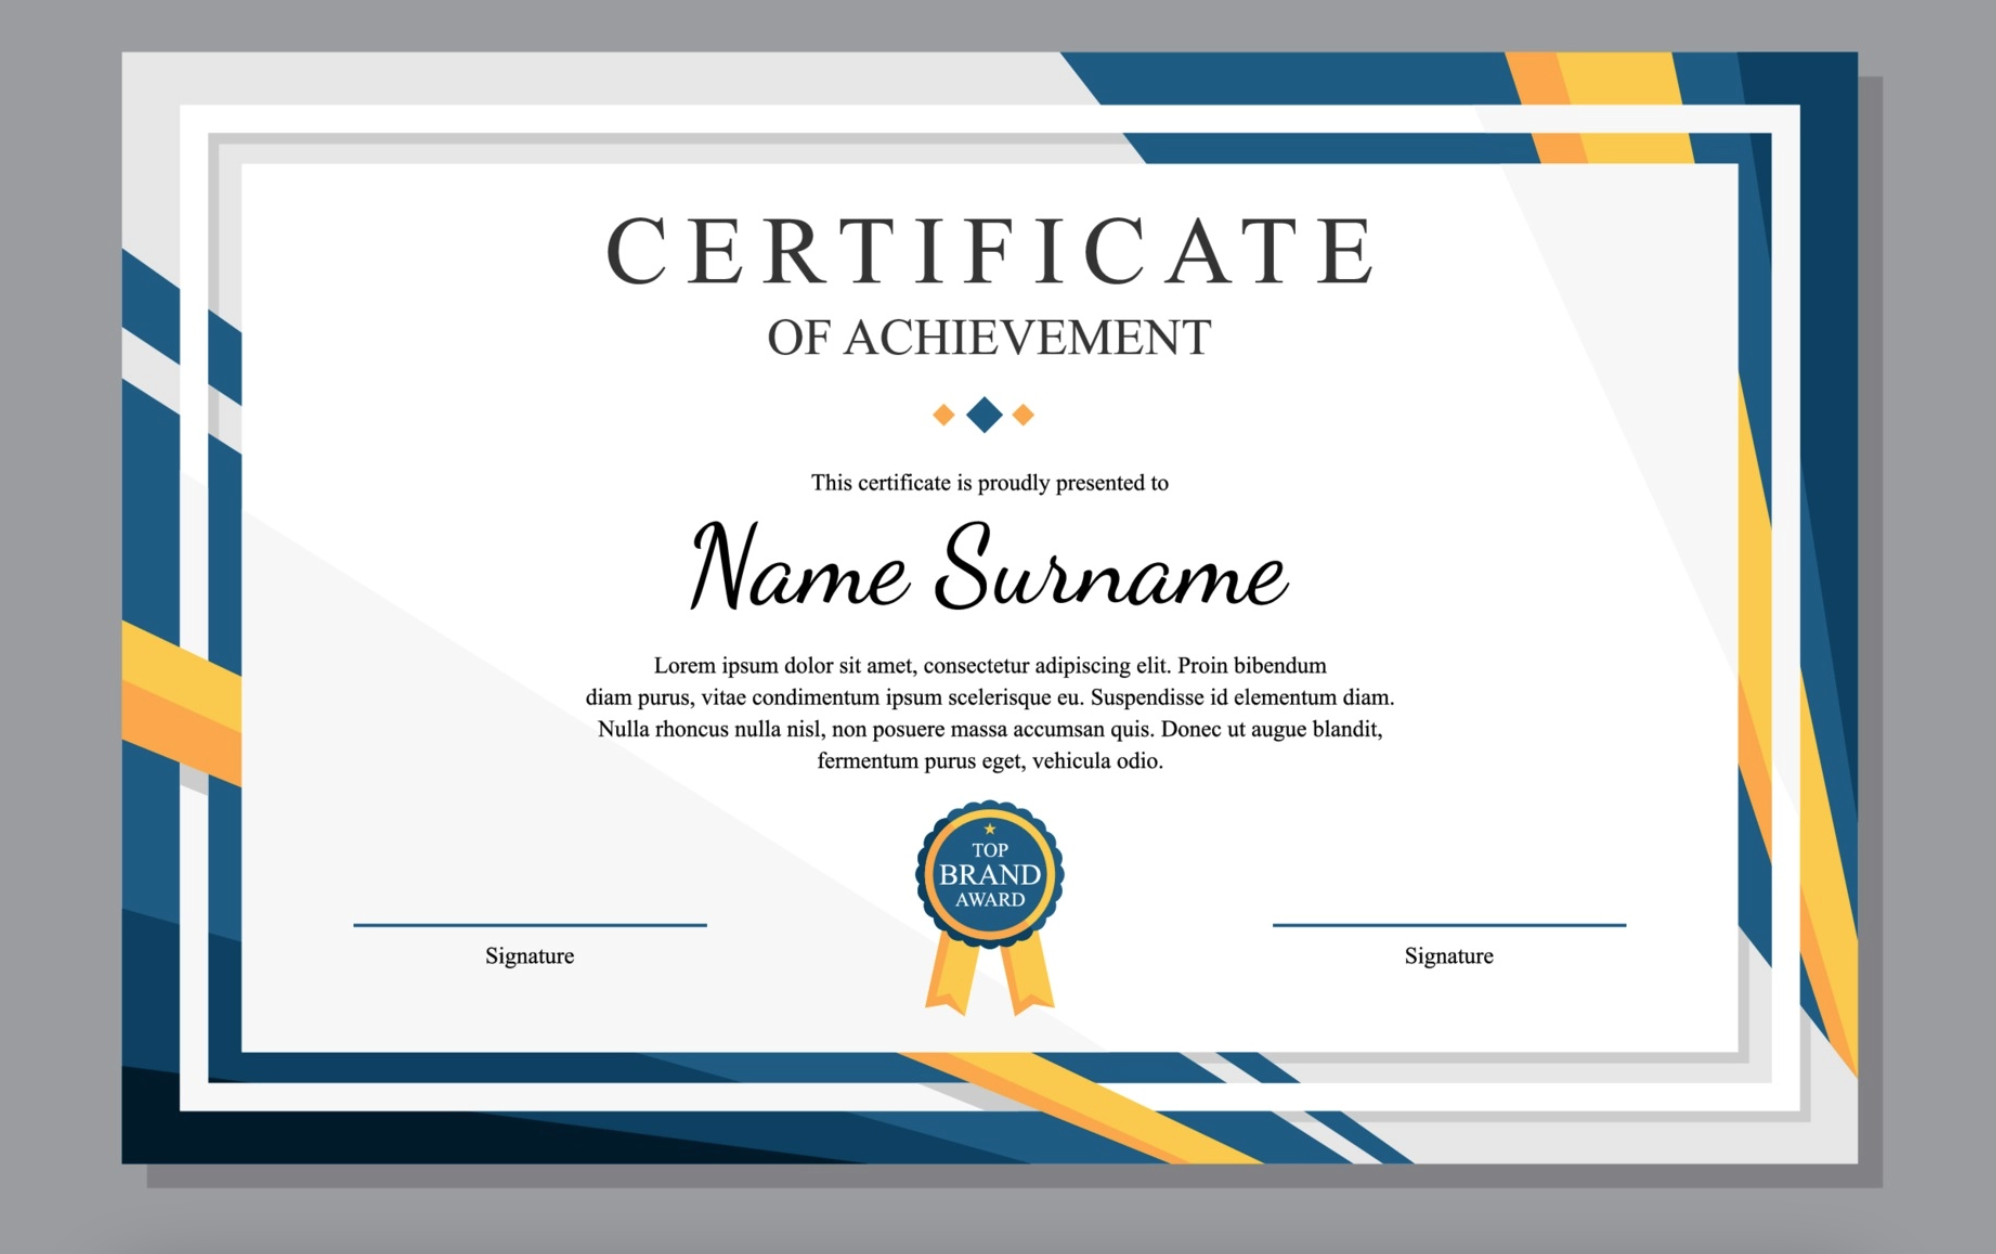 CERTIFICATE
OF ACHIEVEMENT
This certificate is proudly presented to
Name Surname
Lorem ipsum dolor sit amet, consectetur adipiscing elit. Proin bibendum
diam purus, vitae condimentum ipsum scelerisque eu. Suspendisse id elementum diam.
Nulla rhoncus nulla nisl, non posuere massa accumsan quis. Donec ut augue blandit,
fermentum purus eget, vehicula odio.
TOP
BRAND
AWARD
Signature
Signature